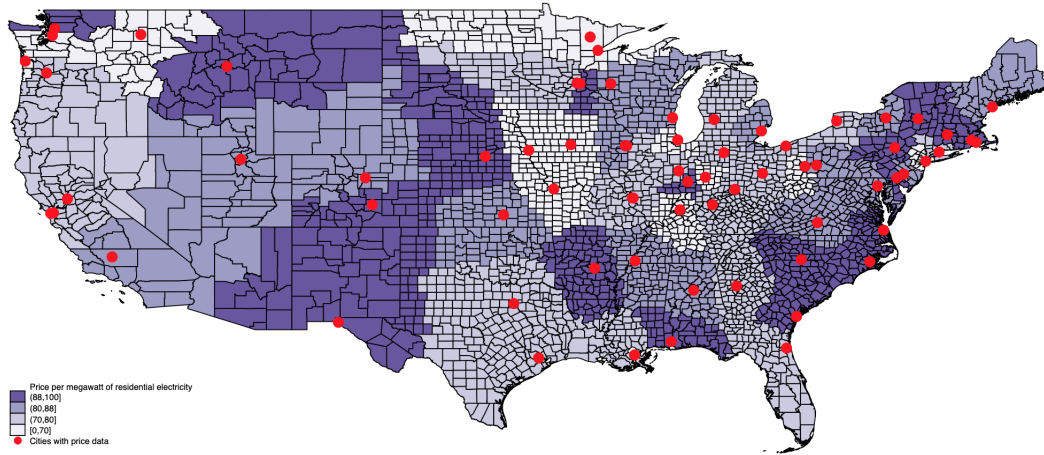 Price per megawatt of residential electricity
(88,100]
(80,88]
(70,80]
[0,70]
Cities with price data